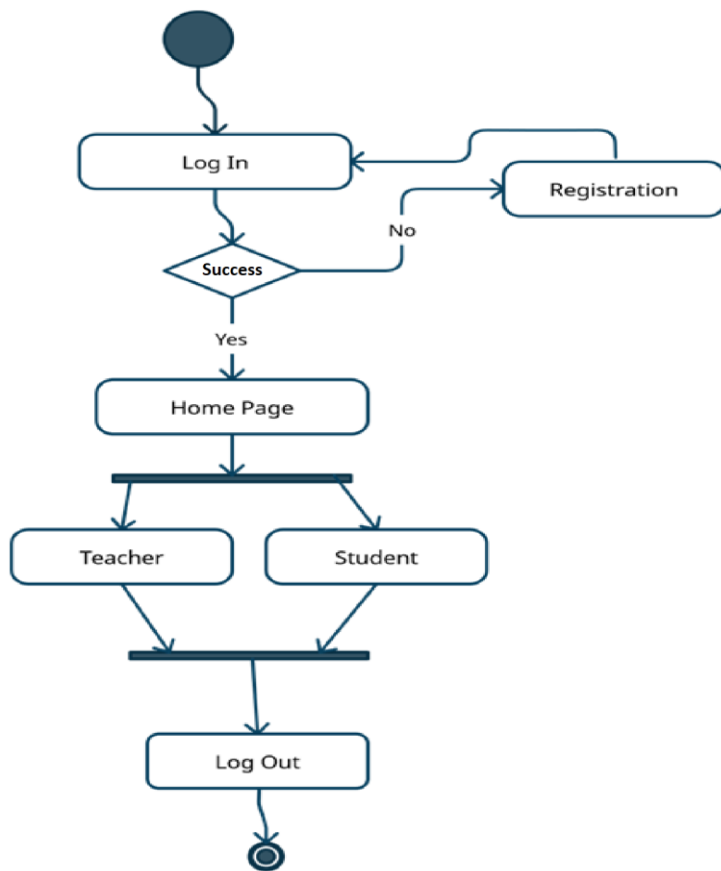 Log In
Registration
No
Success
Yes
Home Page
Teacher
Student
Log Out